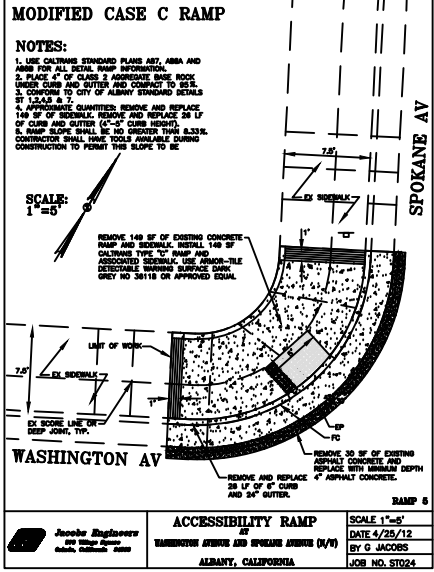 MODIFIED CASE C RAMP
NOTES:
1. USE CALTRANS STANDARD PLANS A87, A88A AND
A88B FOR ALL DETAIL RAMP INFORMATION.
2. PLACE 4" OF CLASS 2 AGGREGATE BASE ROCK
UNDER CURB AND GUTTER AND COMPACT TO 95%.
3. CONFORM TO CITY OF ALBANY STANDARD DETAILS
ST 1,2,4,5 & 7.
4. APPROXIMATE QUANTITIES: REMOVE AND REPLACE
149 SF OF SIDEWALK. REMOVE AND REPLACE 26 LF
OF CURB AND GUTTER (4"-5" CURB HEIGHT).
5. RAMP SLOPE SHALL BE NO GREATER THAN 8.33%.
CONTRACTOR SHALL HAVE TOOLS AVAILABLE DURING
CONSTRUCTION TO PERMIT THIS SLOPE TO BE
SCALE:
1"=5'
SPOKANE AV
7.5'
EX SIDEWALK
1'
REMOVE 149 SF OF EXISTING CONCRETE
RAMP AND SIDEWALK. INSTALL 149 SF
CALTRANS TYPE "C" RAMP AND
ASSOCIATED SIDEWALK. USE ARMOR-TILE
DETECTABLE WARNING SURFACE DARK
GREY NO 36118 OR APPROVED EQUAL
LIMIT OF WORK
7.5'
EX SIDEWALK
1'
EX SCORE LINE OR
DEEP JOINT, TYP.
WASHINGTON AV
EP
FC
REMOVE 30 SF OF EXISTING
ASPHALT CONCRETE AND
REPLACE WITH MINIMUM DEPTH
4" ASPHALT CONCRETE.
REMOVE AND REPLACE
26 LF OF 6" CURB
AND 24" GUTTER.
RAMP 5
Jacobs Engineers
Village Square
California
ACCESSIBILITY RAMP
AT
WASHINGTON AVENUE AND SPOKANE AVENUE (N/W)
ALBANY, CALIFORNIA
SCALE 1"=5'
DATE 4/25/12
BY G JACOBS
JOB NO. ST024